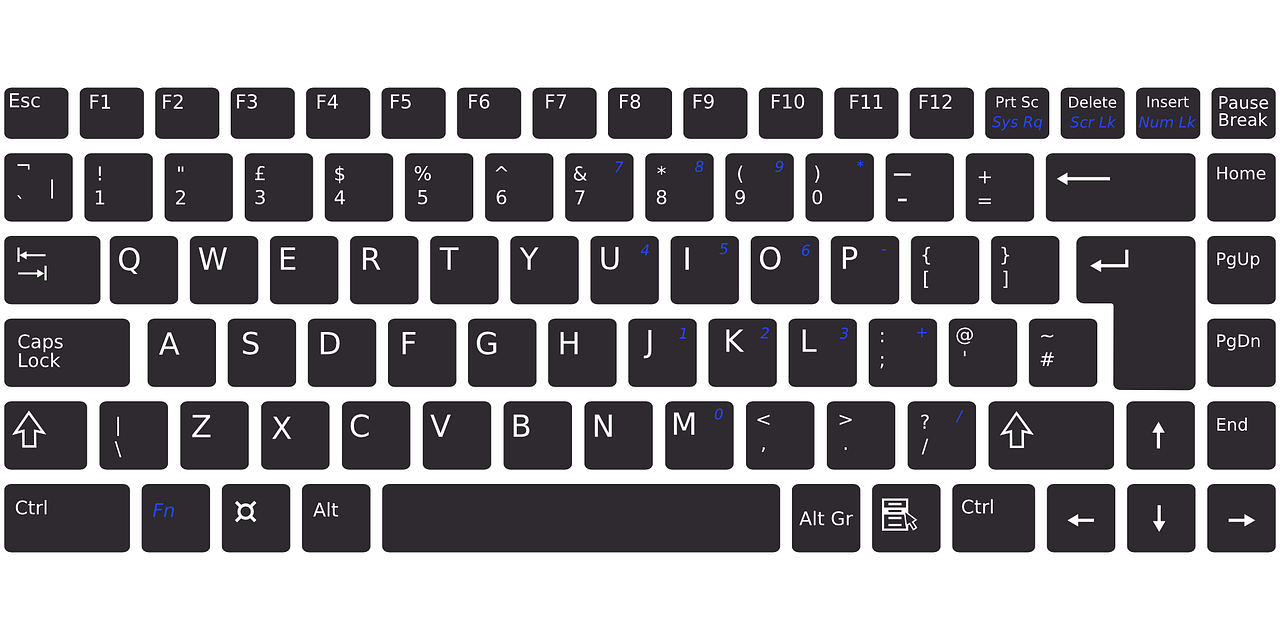 Esc F1 F2 F3 F4 F5 F6 F7 F8 F9 F10 F11 F12 Prt Sc Delete Insert Pause
Sys Rq Scr Lk Num Lk Break
¬ ! " £ $ % ^ & 7 * 8 ( 9 ) * — + Home
` | 1 2 3 4 5 6 7 8 9 0 - =
Q W E R T Y U 4 I 5 O 6 P - { } PgUp
[ ]
Caps A S D F G H J 1 K 2 L 3 : + @ ~ PgDn
Lock ; ' #
| Z X C V B N M 0 < > ? / End
\ , . /
Ctrl Fn ¤ Alt Alt Gr Ctrl